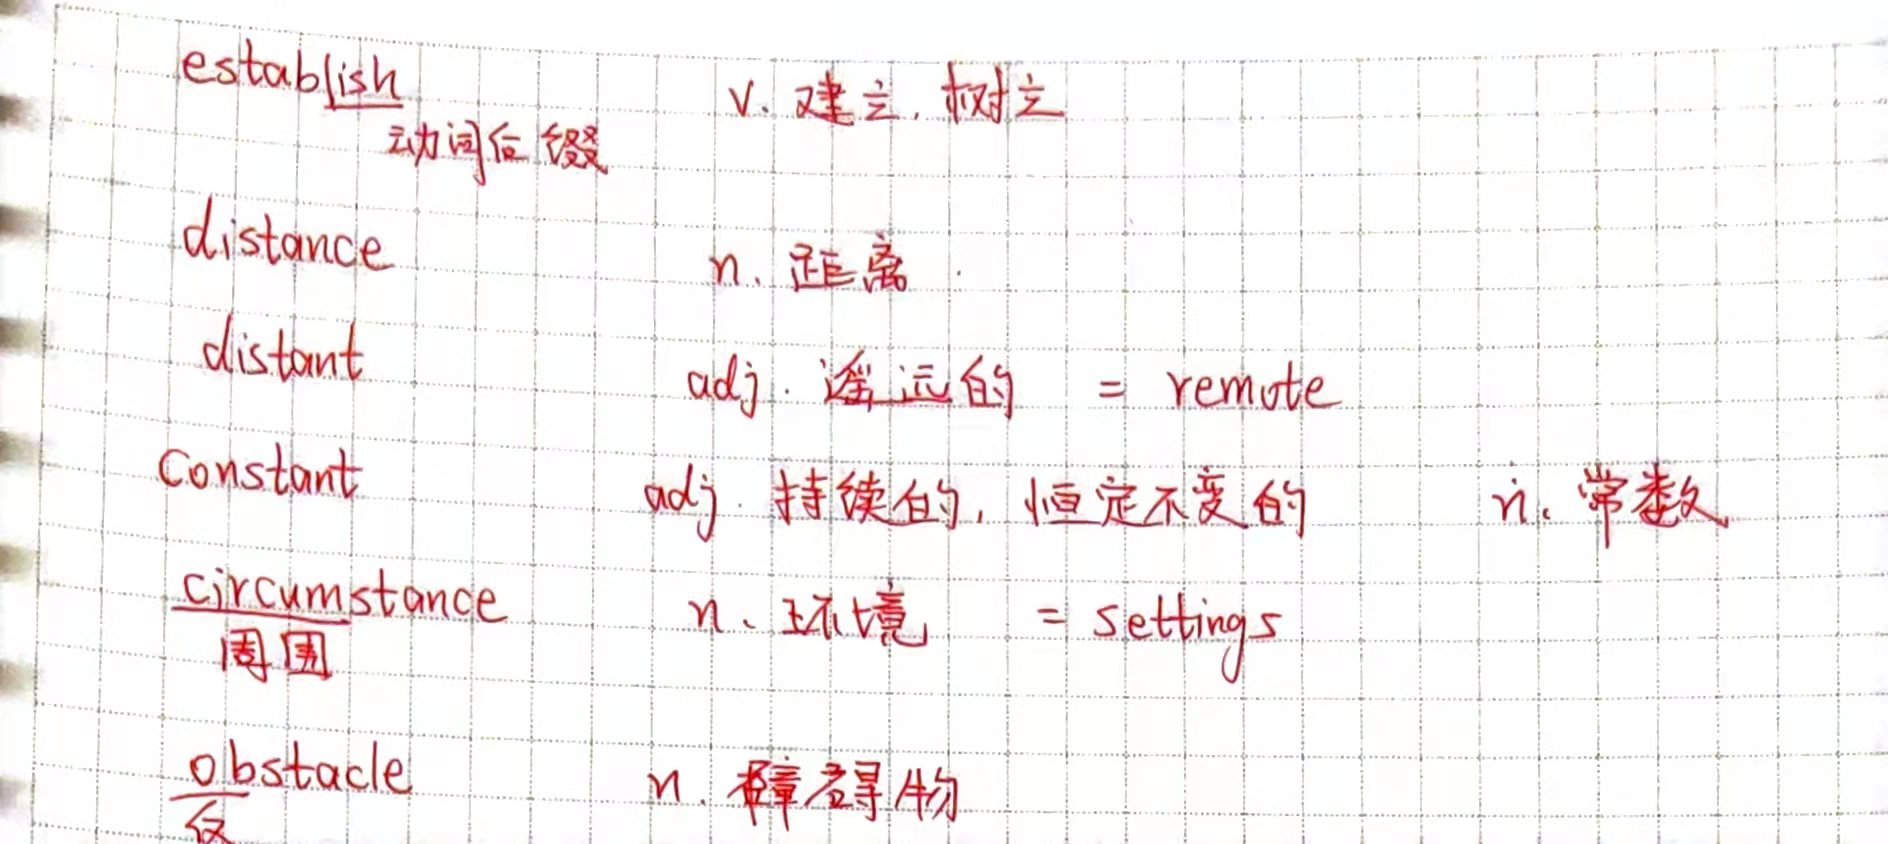 establish v. 建立, 树立
动词后缀
distance n. 距离
distant adj. 遥远的 = remote
constant adj. 持续的, 恒定不变的 n. 常数
circumstance n. 环境 = settings
周围
obstacle n. 障碍物
反